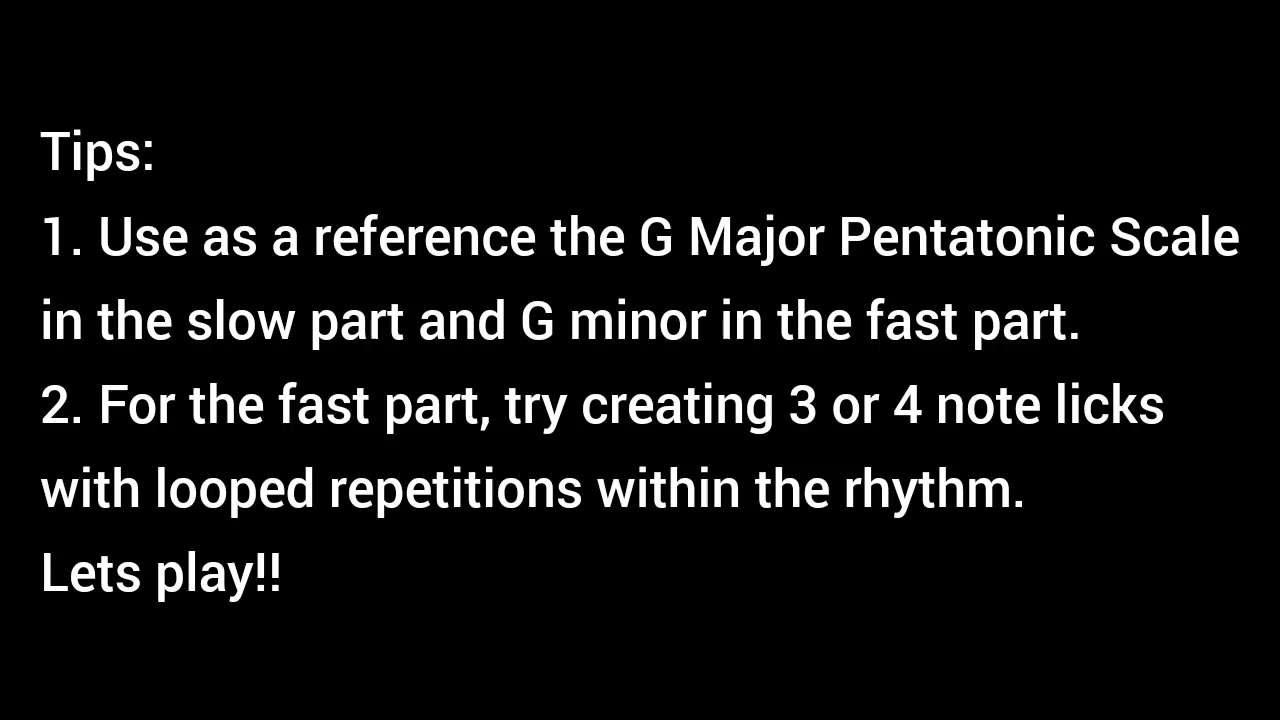 Tips:
1. Use as a reference the G Major Pentatonic Scale
in the slow part and G minor in the fast part.
2. For the fast part, try creating 3 or 4 note licks
with looped repetitions within the rhythm.
Lets play!!